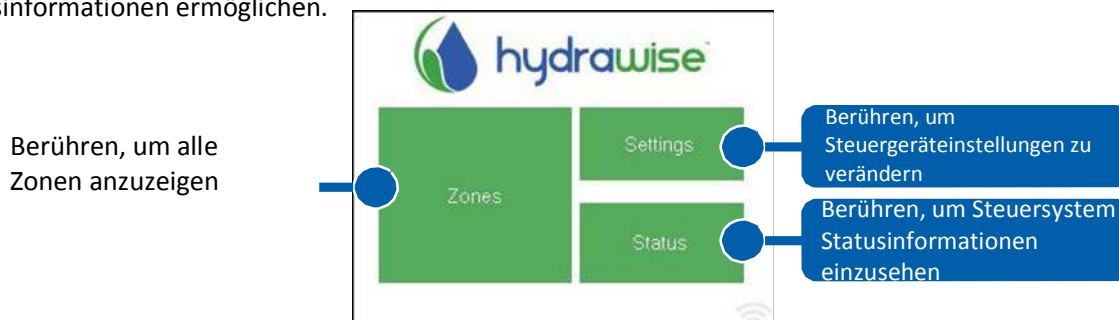 sinformationen ermöglichen.
hydrawise
Berühren, um alle
Zonen anzuzeigen
Zones
Settings
Status
Berühren, um
Steuergeräteinstellungen zu
verändern
Berühren, um Steuersystem
Statusinformationen
einzusehen